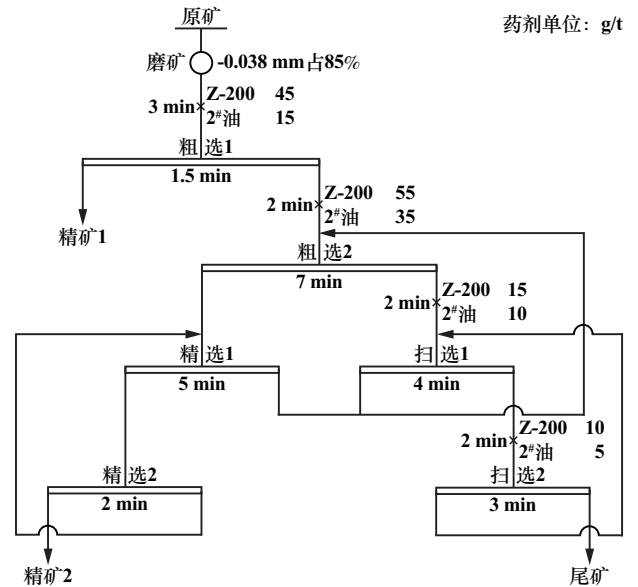 原矿
药剂单位：g/t
磨矿 -0.038 mm占85%
3 min Z-200 45
2#油 15
粗选1
1.5 min
精矿1
2 min Z-200 55
2#油 35
粗选2
7 min
2 min Z-200 15
2#油 10
精选1
5 min
扫选1
4 min
2 min Z-200 10
2#油 5
精选2
2 min
扫选2
3 min
精矿2
尾矿